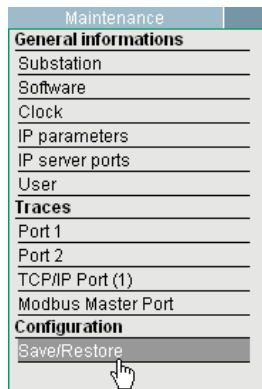 Maintenance
General informations
Substation
Software
Clock
IP parameters
IP server ports
User
Traces
Port 1
Port 2
TCP/IP Port (1)
Modbus Master Port
Configuration
Save/Restore